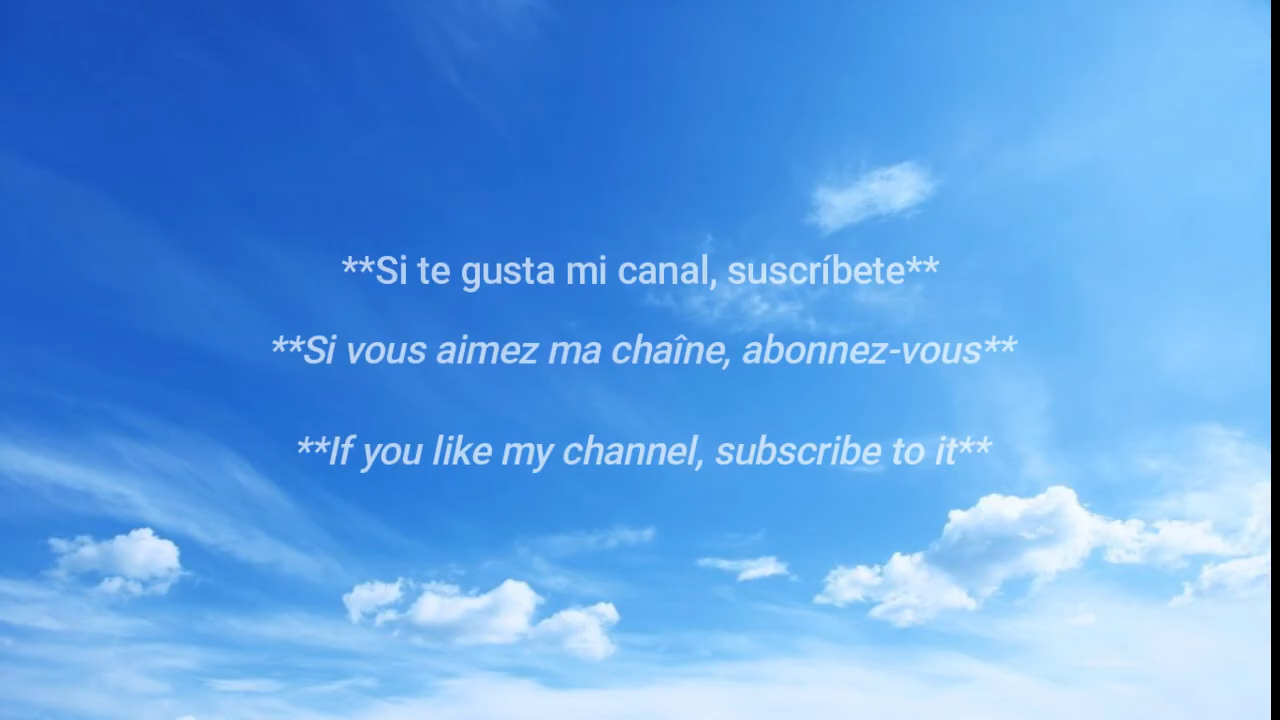 **Si te gusta mi canal, suscríbete**
**Si vous aimez ma chaîne, abonnez-vous**
**If you like my channel, subscribe to it**